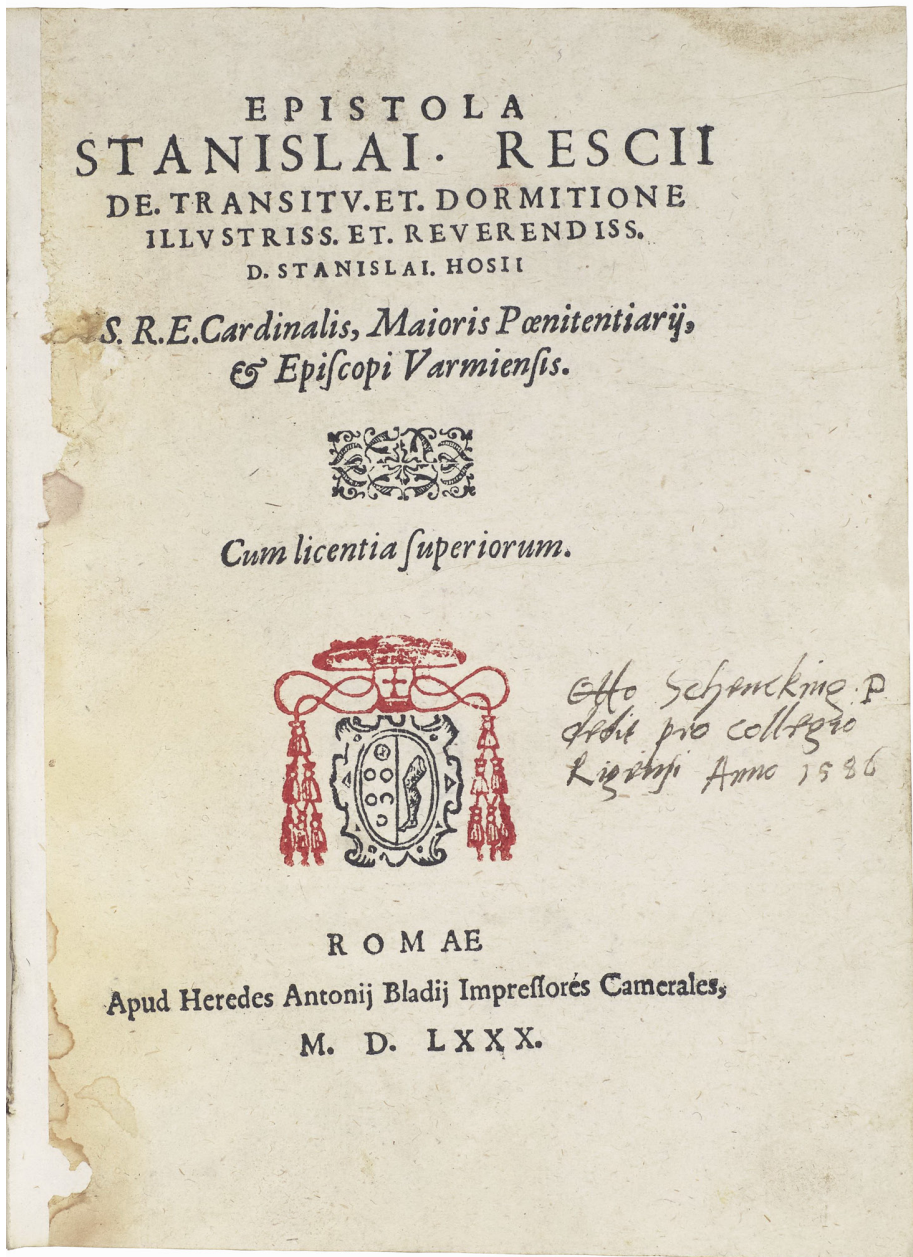 EPISTOLA
STANISLAI. RESCII
DE. TRANSITV. ET. DORMITIONE
ILLVSTRISS. ET. REVERENDISS.
D. STANISLAI. HOSII
S. R. E. Cardinalis, Maioris Pœnitentiarij,
& Epiſcopi Varmienſis.
Cum licentia ſuperiorum.
Otto Schencking P
dedit pro collegio
Rigensi Anno 1586
ROMAE
Apud Heredes Antonij Bladij Impreſſorés Camerales,
M. D. LXXX.